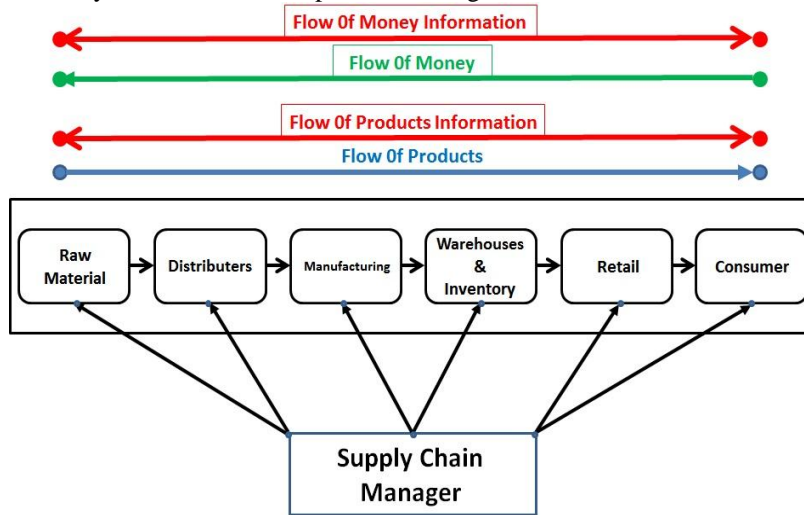 Flow 0f Money Information
Flow 0f Money
Flow 0f Products Information
Flow 0f Products
Raw
Material
Distributers
Manufacturing
Warehouses
&
Inventory
Retail
Consumer
Supply Chain
Manager